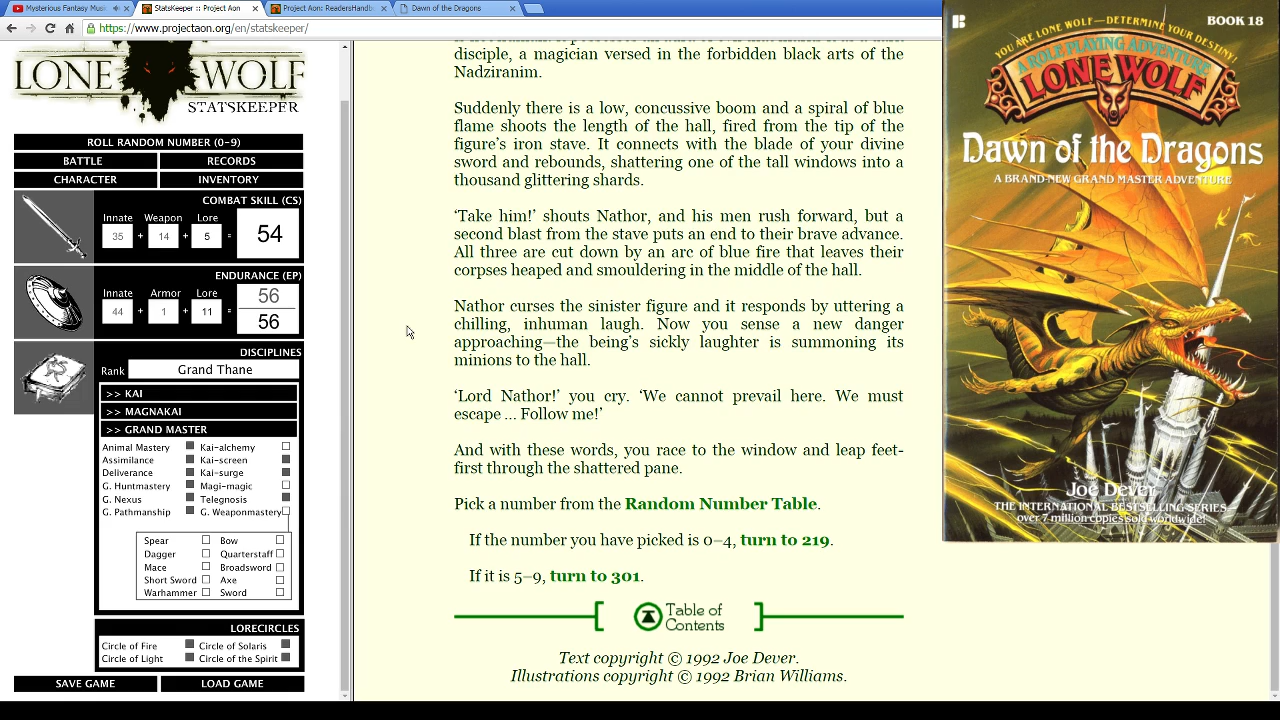 Mysterious Fantasy Music
StatsKeeper :: Project Aon
Project Aon: ReadersHandb
Dawn of the Dragons
https://www.projectaon.org/en/statskeeper/
LONE WOLF
STATSKEEPER
ROLL RANDOM NUMBER (0-9)
BATTLE RECORDS
CHARACTER INVENTORY
COMBAT SKILL (CS)
Innate Weapon Lore
35 + 14 + 5 = 54
ENDURANCE (EP)
Innate Armor Lore
56
44 + 1 + 11 =
56
DISCIPLINES
Rank Grand Thane
>> KAI
>> MAGNAKAI
>> GRAND MASTER
Animal Mastery Kai-alchemy
Assimilance Kai-screen
Deliverance Kai-surge
G. Huntmastery Magi-magic
G. Nexus Telegnosis
G. Pathmanship G. Weaponmastery
Spear Bow
Dagger Quarterstaff
Mace Broadsword
Short Sword Axe
Warhammer Sword
LORECIRCLES
Circle of Fire Circle of Solaris
Circle of Light Circle of the Spirit
SAVE GAME LOAD GAME
disciple, a magician versed in the forbidden black arts of the
Nadziranim.
Suddenly there is a low, concussive boom and a spiral of blue
flame shoots the length of the hall, fired from the tip of the
figure's iron stave. It connects with the blade of your divine
sword and rebounds, shattering one of the tall windows into a
thousand glittering shards.
‘Take him!’ shouts Nathor, and his men rush forward, but a
second blast from the stave puts an end to their brave advance.
All three are cut down by an arc of blue fire that leaves their
corpses heaped and smouldering in the middle of the hall.
Nathor curses the sinister figure and it responds by uttering a
chilling, inhuman laugh. Now you sense a new danger
approaching—the being’s sickly laughter is summoning its
minions to the hall.
‘Lord Nathor!’ you cry. ‘We cannot prevail here. We must
escape ... Follow me!’
And with these words, you race to the window and leap feet-
first through the shattered pane.
Pick a number from the Random Number Table.
If the number you have picked is 0–4, turn to 219.
If it is 5–9, turn to 301.
Table of
Contents
Text copyright © 1992 Joe Dever.
Illustrations copyright © 1992 Brian Williams.
B
BOOK 18
YOU ARE LONE WOLF—DETERMINE YOUR DESTINY!
A ROLE PLAYING ADVENTURE
LONE WOLF
Dawn of the Dragons
A BRAND-NEW GRAND MASTER ADVENTURE
Joe Dever
THE INTERNATIONAL BESTSELLING SERIES—
over 7 million copies sold worldwide!